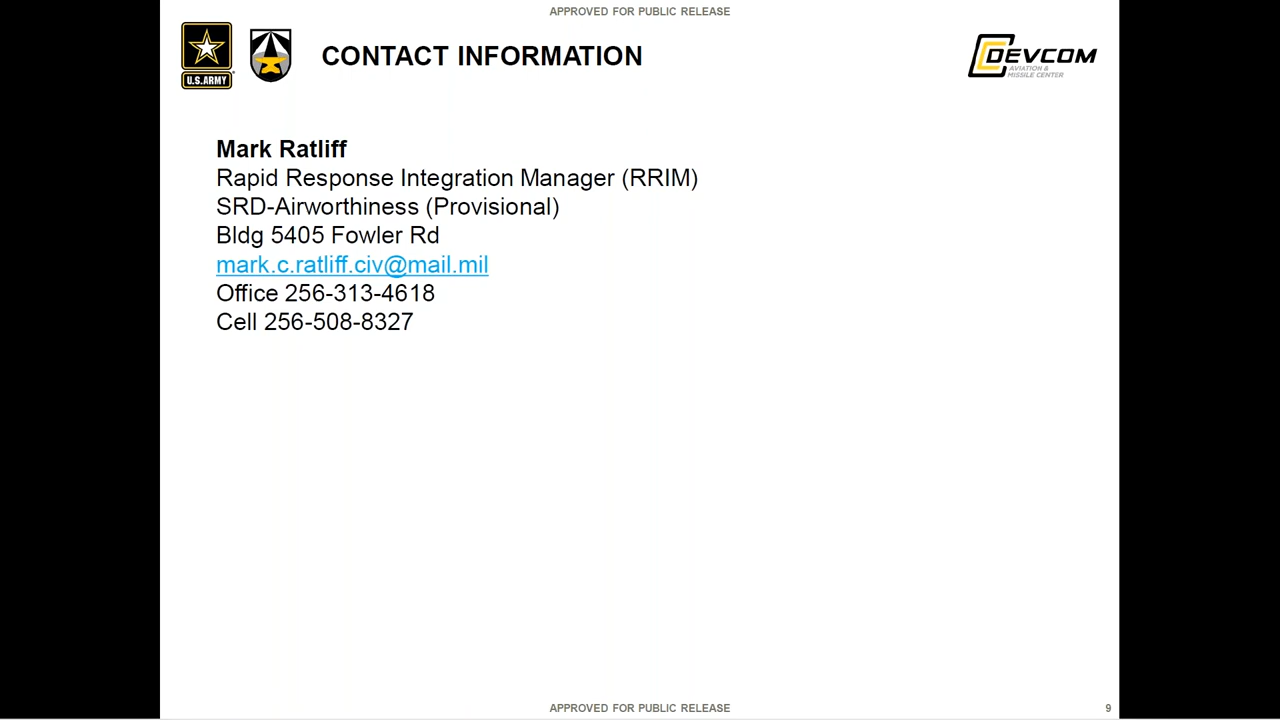 APPROVED FOR PUBLIC RELEASE
U.S.ARMY
CONTACT INFORMATION
DEVCOM
AVIATION &
MISSILE CENTER
Mark Ratliff
Rapid Response Integration Manager (RRIM)
SRD-Airworthiness (Provisional)
Bldg 5405 Fowler Rd
mark.c.ratliff.civ@mail.mil
Office 256-313-4618
Cell 256-508-8327
APPROVED FOR PUBLIC RELEASE
9